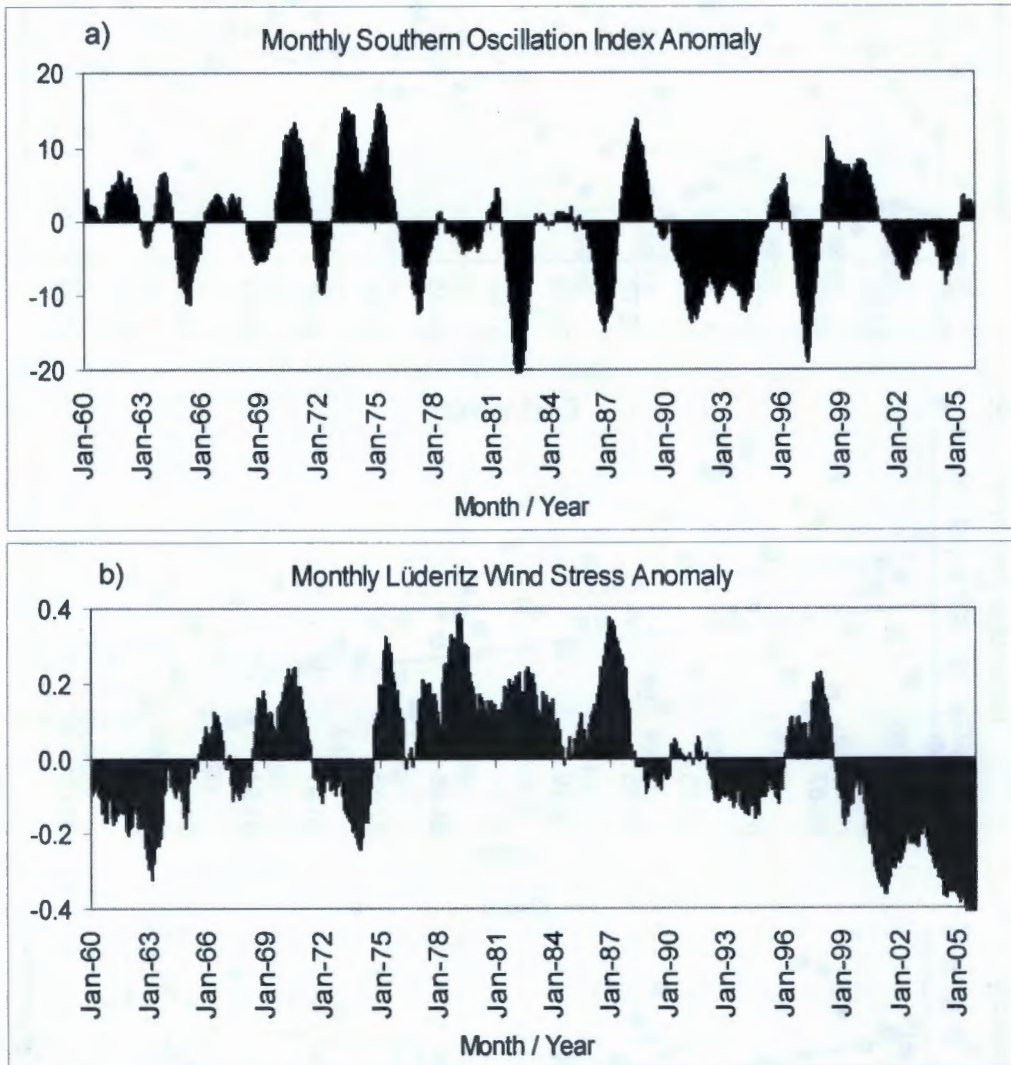 a)
Monthly Southern Oscillation Index Anomaly
20
10
0
-10
-20
Jan-60 Jan-63 Jan-66 Jan-69 Jan-72 Jan-75 Jan-78 Jan-81 Jan-84 Jan-87 Jan-90 Jan-93 Jan-96 Jan-99 Jan-02 Jan-05
Month / Year
b)
Monthly Lüderitz Wind Stress Anomaly
0.4
0.2
0.0
-0.2
-0.4
Jan-60 Jan-63 Jan-66 Jan-69 Jan-72 Jan-75 Jan-78 Jan-81 Jan-84 Jan-87 Jan-90 Jan-93 Jan-96 Jan-99 Jan-02 Jan-05
Month / Year